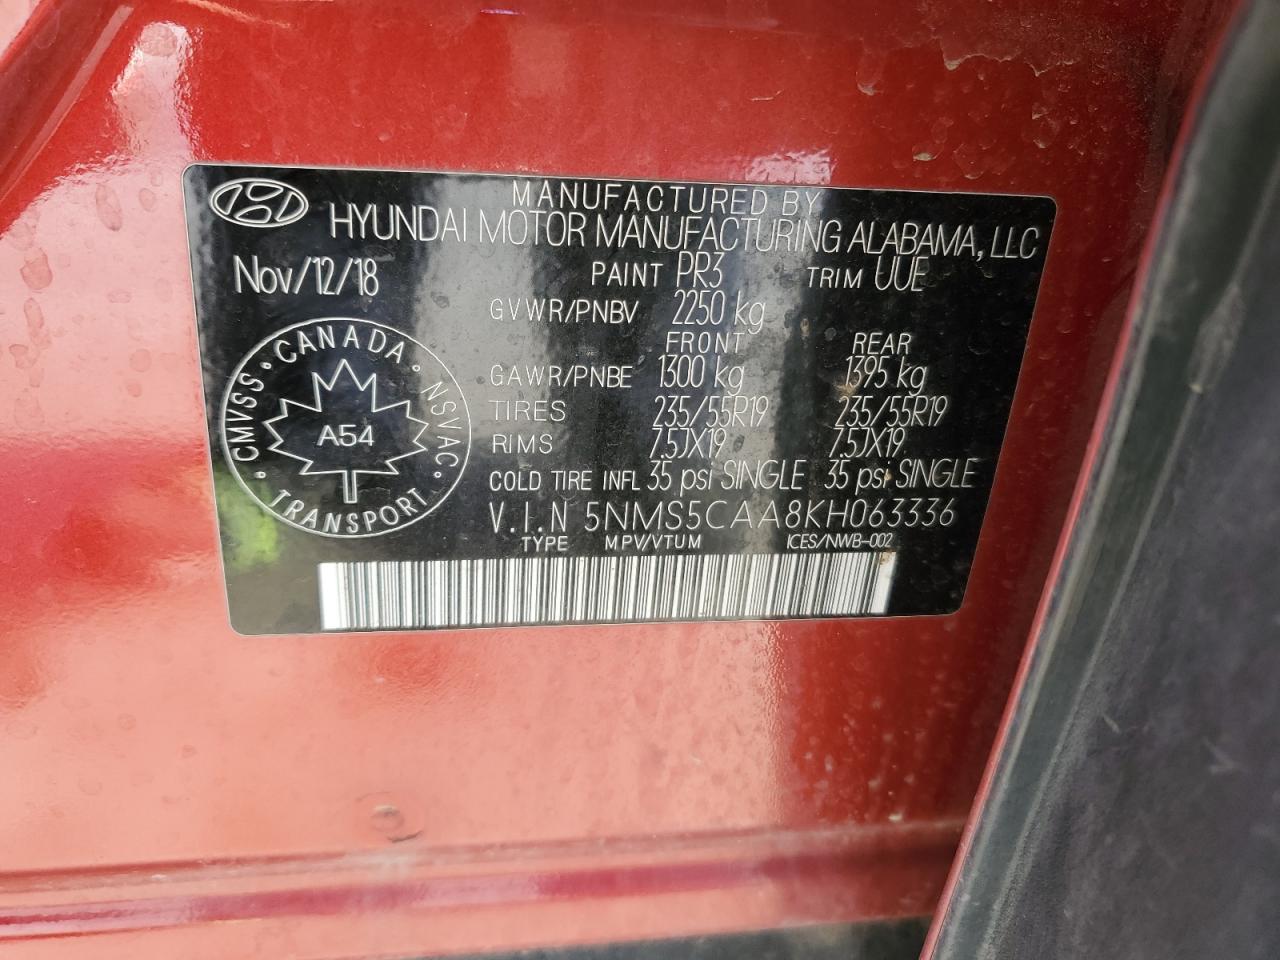 MANUFACTURED BY
HYUNDAI MOTOR MANUFACTURING ALABAMA, LLC
Nov/12/18
PAINT PR3 TRIM UUE
GVWR/PNBV 2250 kg
FRONT REAR
GAWR/PNBE 1300 kg 1395 kg
TIRES 235/55R19 235/55R19
RIMS 7.5JX19 7.5JX19
COLD TIRE INFL 35 psi SINGLE 35 psi SINGLE
V.I.N 5NMS5CAA8KH063336
TYPE MPV/VTUM ICES/NWB-002
CMVSS · CANADA · NSVAC · TRANSPORT ·
A54